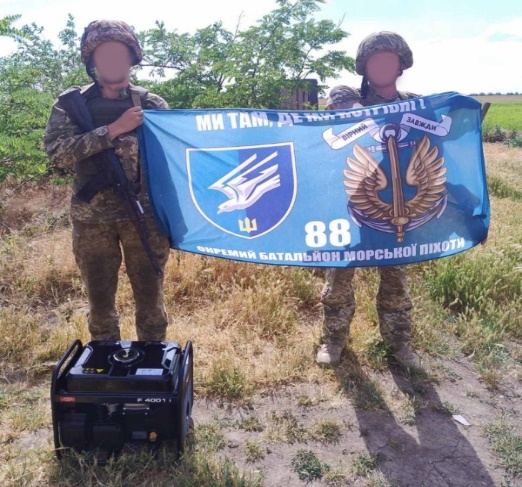 МИ ТАМ, ДЕ МИ ПОТРІБНІ!
ВІРНИЙ ЗАВЖДИ
88
ОКРЕМИЙ БАТАЛЬЙОН МОРСЬКОЇ ПІХОТИ
F 4001 i